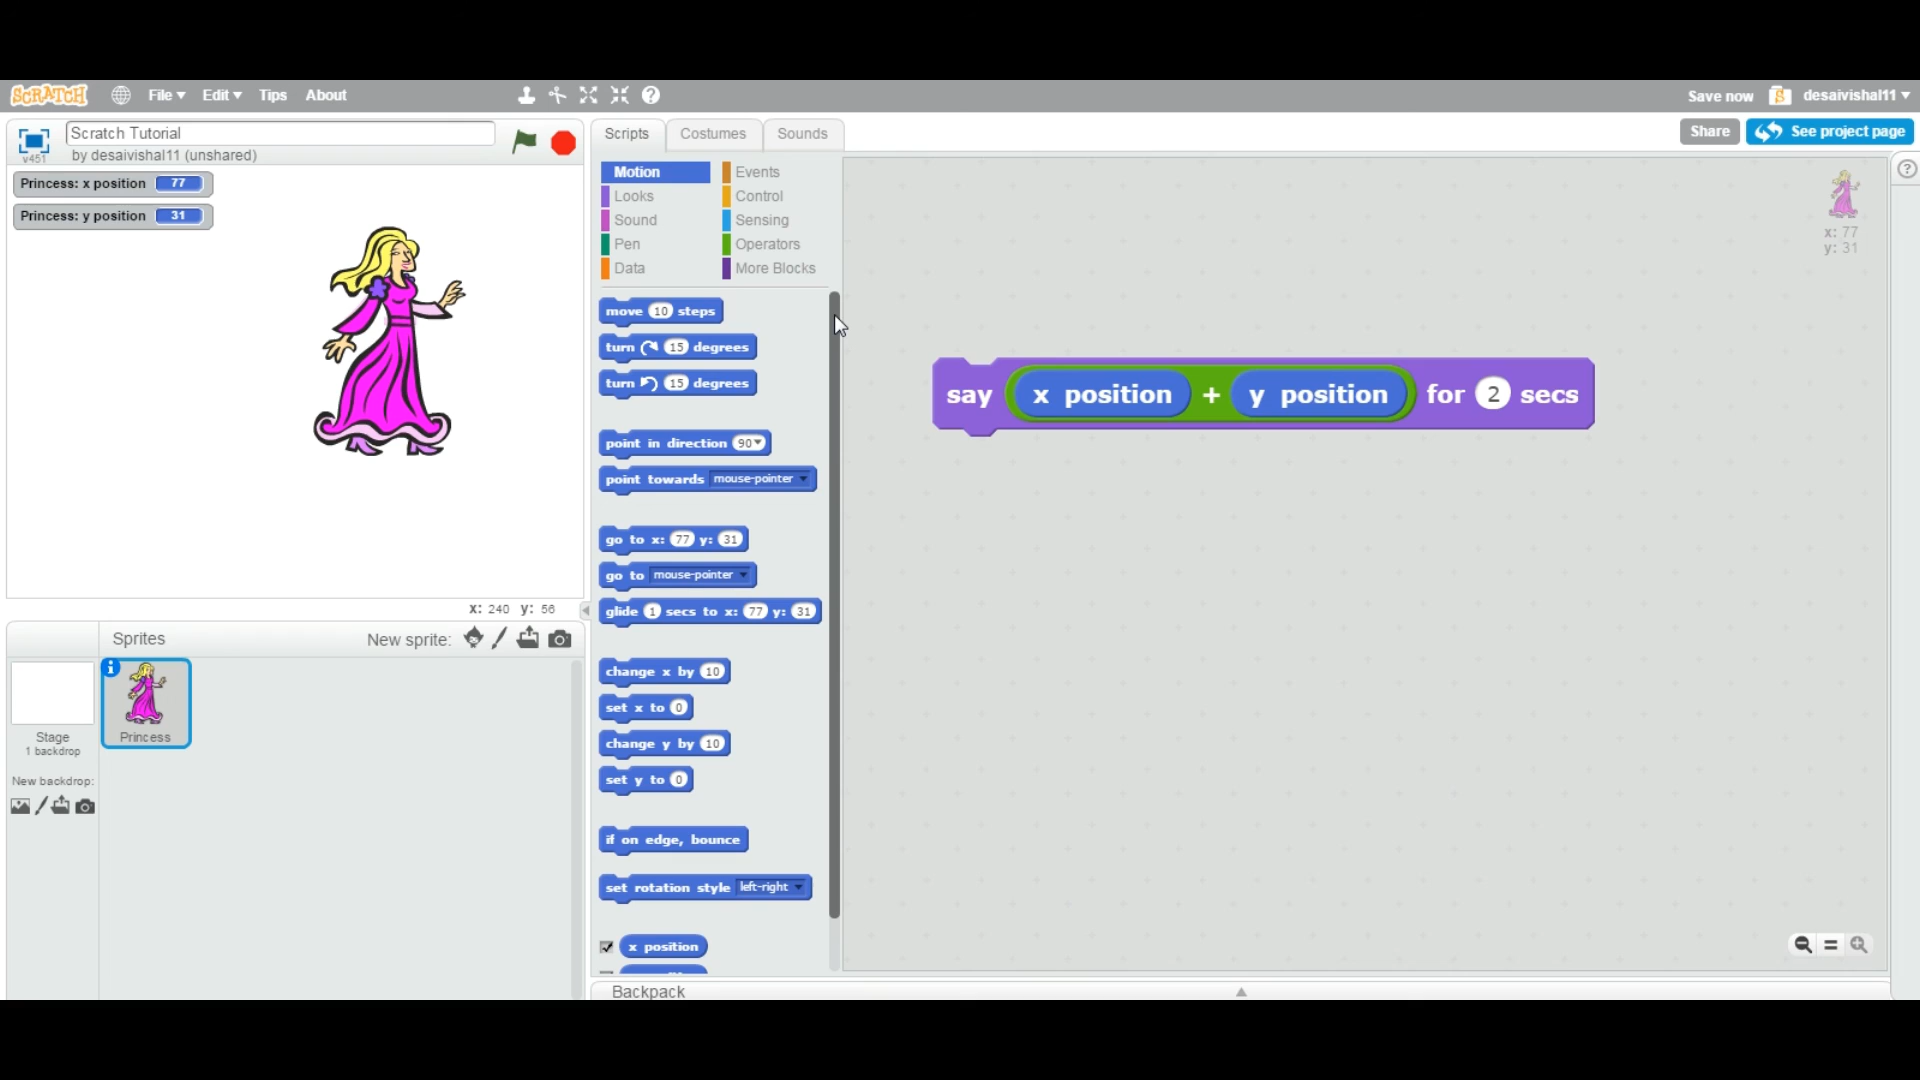 SCRATCH File Edit Tips About Save now desaivishal11
Scratch Tutorial
by desaivishal11 (unshared)
v451
Scripts Costumes Sounds
Share See project page
Princess: x position 77
Princess: y position 31
Motion Events
Looks Control
Sound Sensing
Pen Operators
Data More Blocks
move 10 steps
turn 15 degrees
turn 15 degrees
point in direction 90
point towards mouse-pointer
go to x: 77 y: 31
go to mouse-pointer
glide 1 secs to x: 77 y: 31
change x by 10
set x to 0
change y by 10
set y to 0
if on edge, bounce
set rotation style left-right
x position
say x position + y position for 2 secs
x: 77
y: 31
x: 240 y: 56
Sprites New sprite:
Stage
1 backdrop
New backdrop:
Princess
Backpack